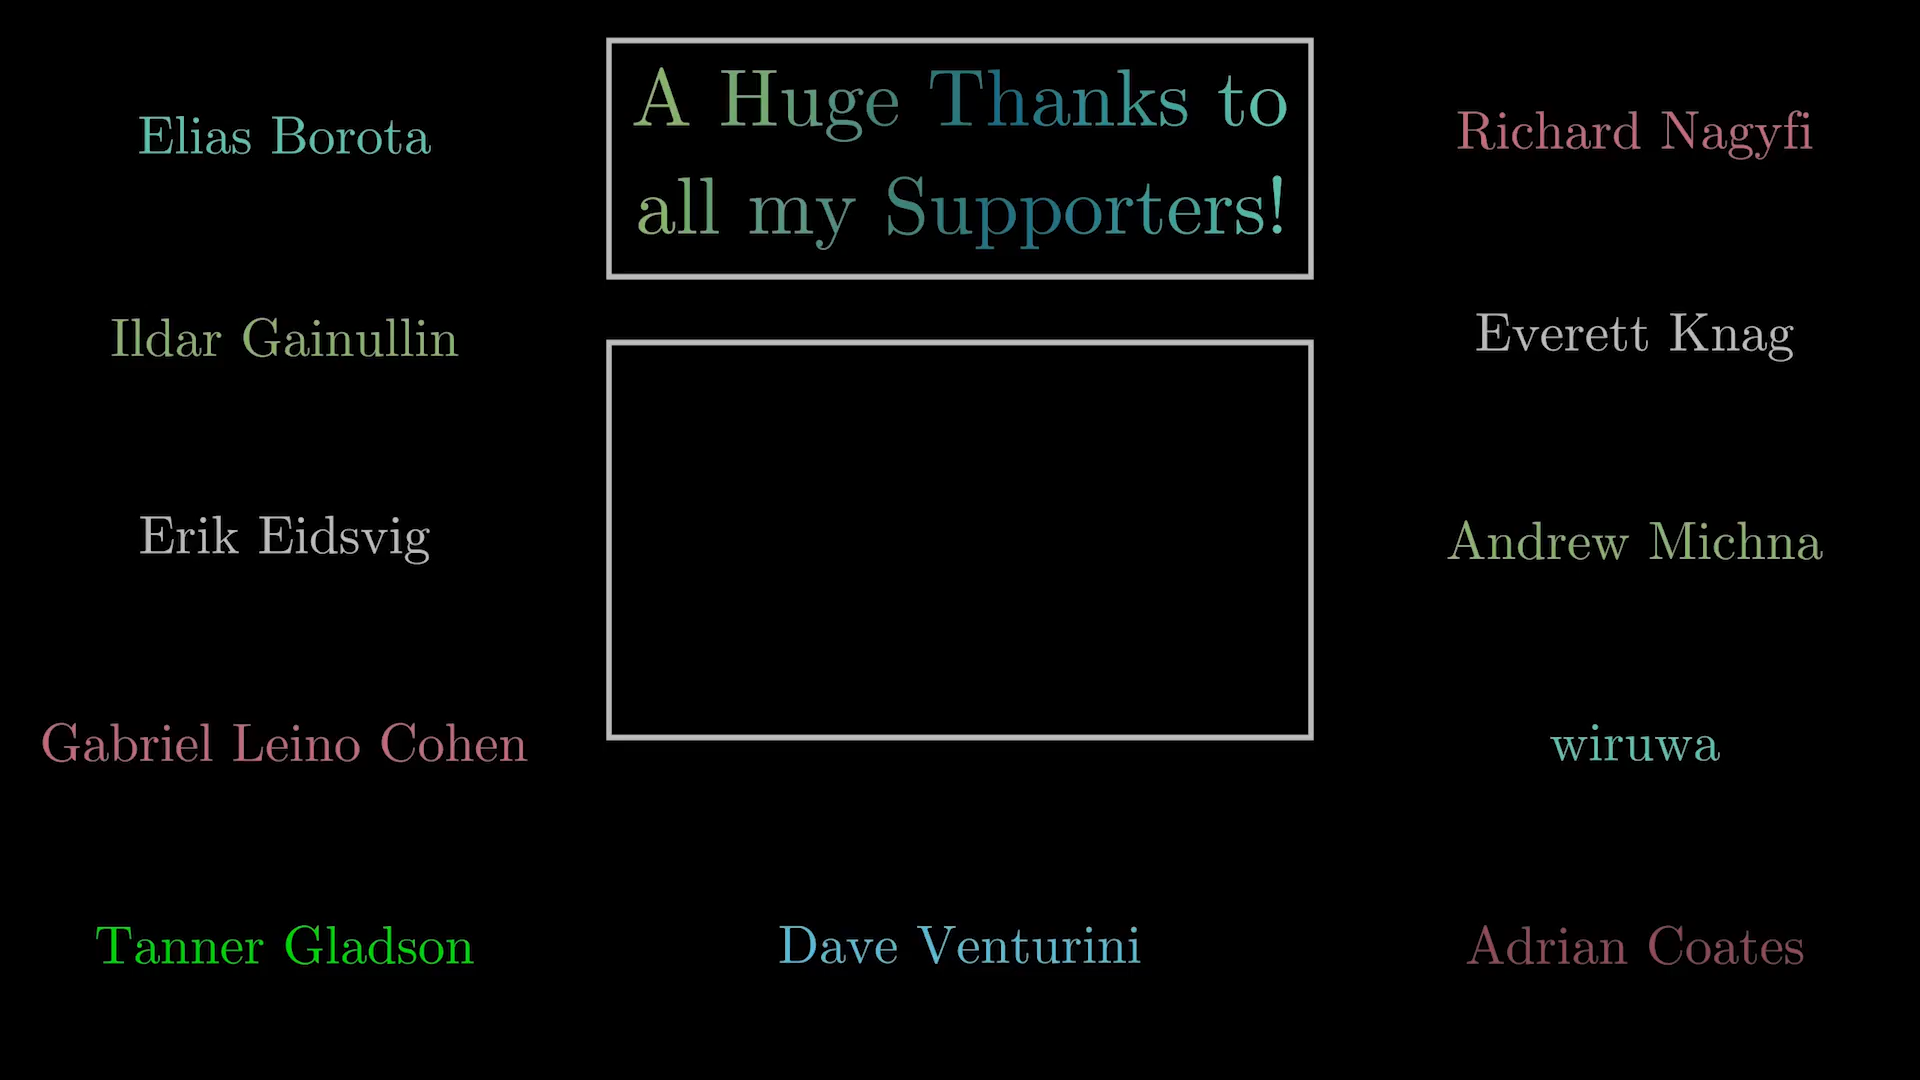 A Huge Thanks to
all my Supporters!
Elias Borota
Richard Nagyfi
Ildar Gainullin
Everett Knag
Erik Eidsvig
Andrew Michna
Gabriel Leino Cohen
wiruwa
Tanner Gladson
Dave Venturini
Adrian Coates